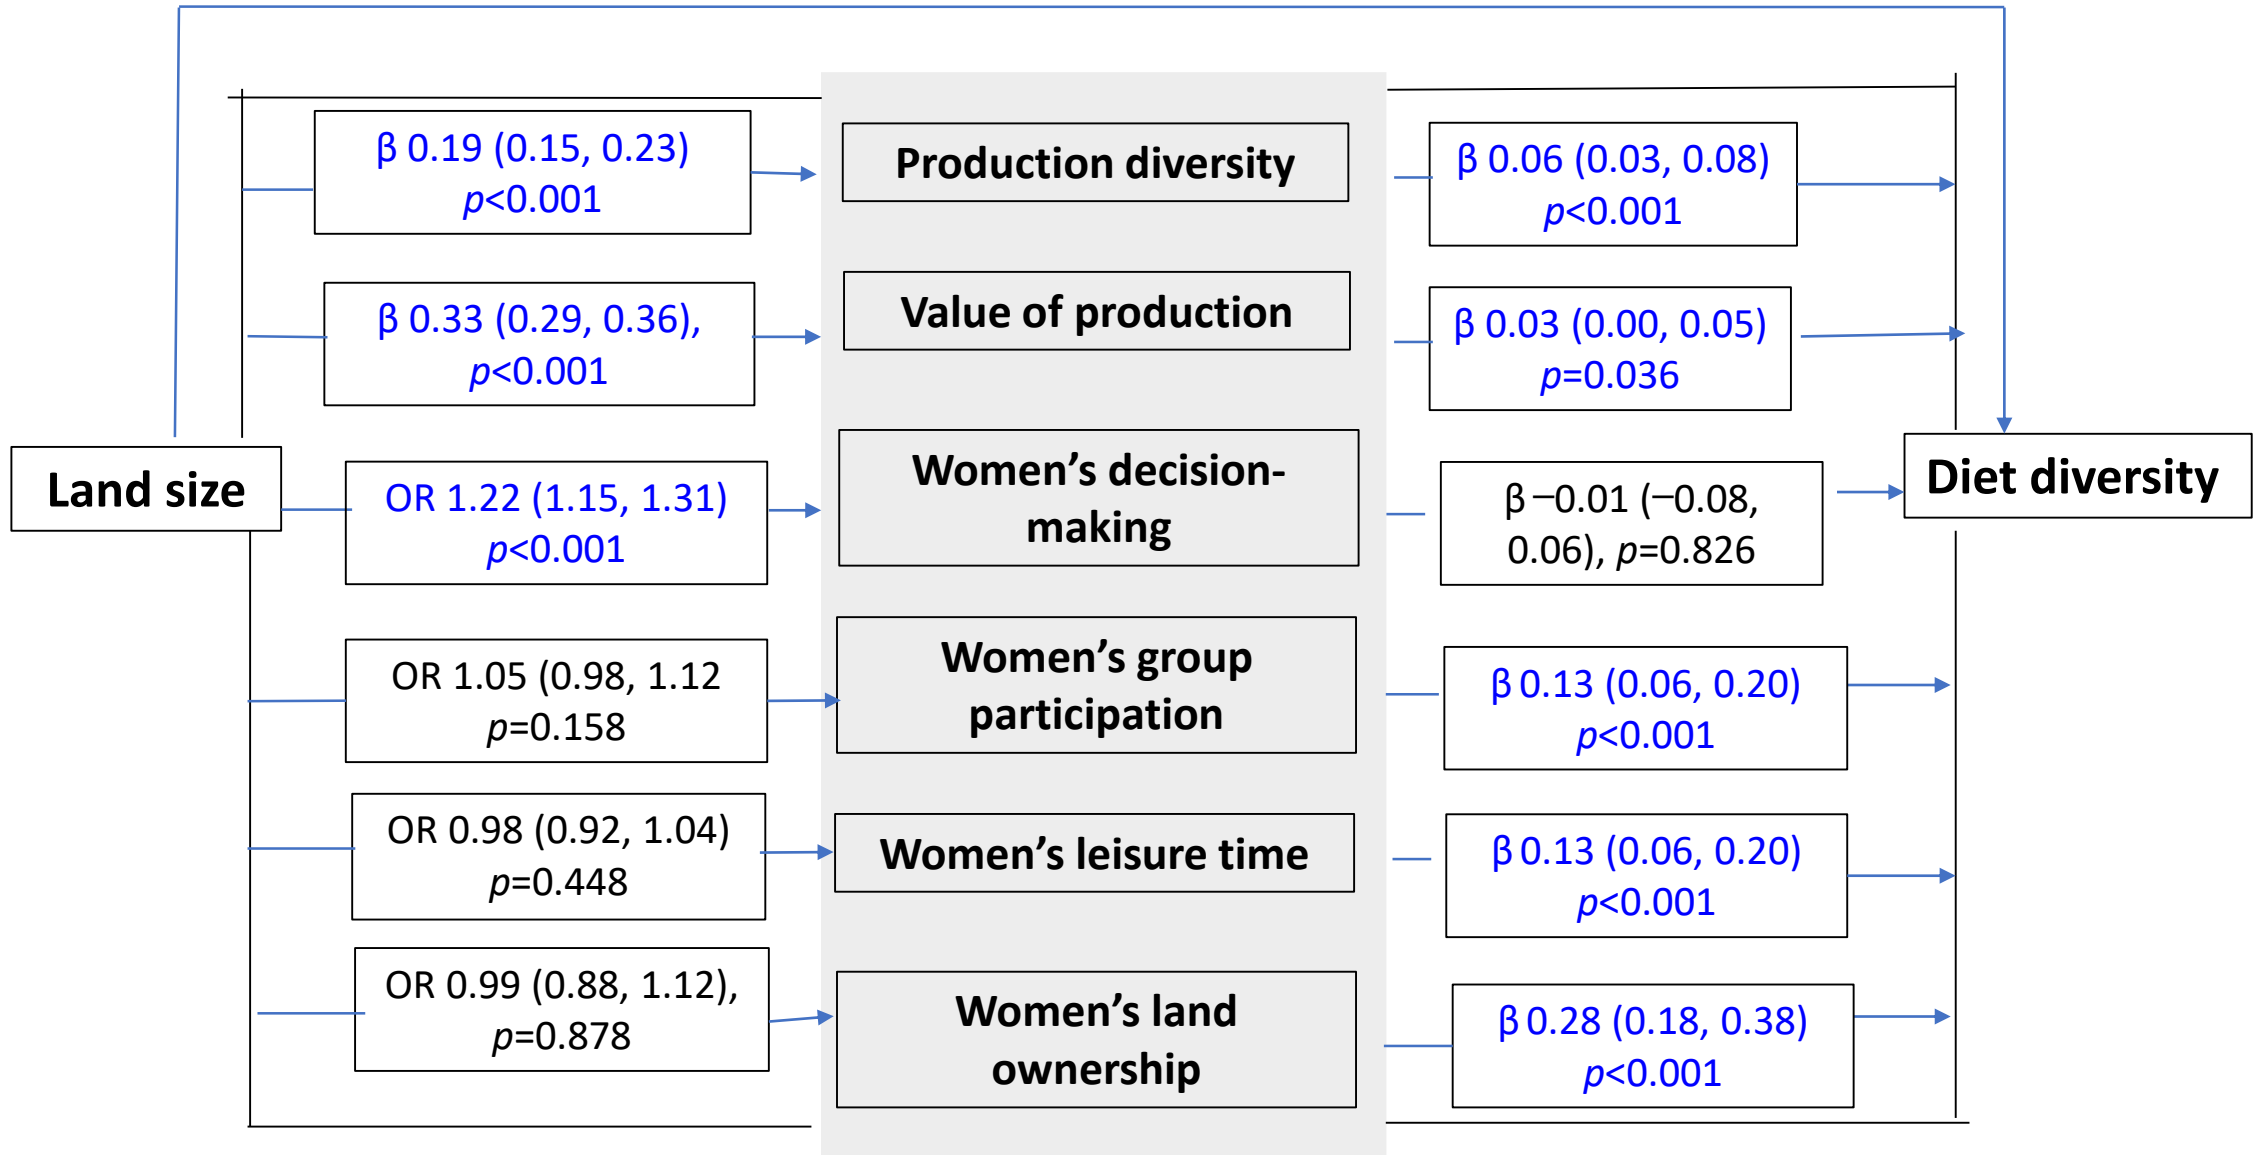 β 0.19 (0.15, 0.23)
p<0.001
Production diversity
β 0.06 (0.03, 0.08)
p<0.001
β 0.33 (0.29, 0.36),
p<0.001
Value of production
β 0.03 (0.00, 0.05)
p=0.036
Land size
OR 1.22 (1.15, 1.31)
p<0.001
Women’s decision-
making
β –0.01 (–0.08,
0.06), p=0.826
Diet diversity
OR 1.05 (0.98, 1.12
p=0.158
Women’s group
participation
β 0.13 (0.06, 0.20)
p<0.001
OR 0.98 (0.92, 1.04)
p=0.448
Women’s leisure time
β 0.13 (0.06, 0.20)
p<0.001
OR 0.99 (0.88, 1.12),
p=0.878
Women’s land
ownership
β 0.28 (0.18, 0.38)
p<0.001